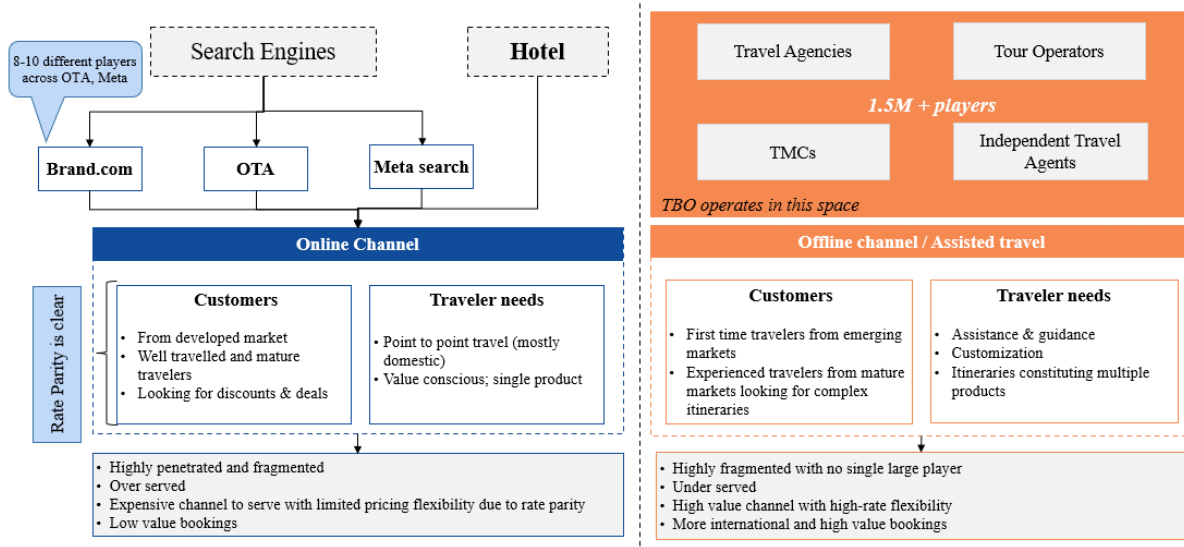 Search Engines
Hotel
8-10 different players
across OTA, Meta
Brand.com
OTA
Meta search
Online Channel
Rate Parity is clear
Customers
• From developed market
• Well travelled and mature
travelers
• Looking for discounts & deals
Traveler needs
• Point to point travel (mostly
domestic)
• Value conscious; single product
• Highly penetrated and fragmented
• Over served
• Expensive channel to serve with limited pricing flexibility due to rate parity
• Low value bookings
Travel Agencies
Tour Operators
1.5M + players
TMCs
Independent Travel
Agents
TBO operates in this space
Offline channel / Assisted travel
Customers
• First time travelers from emerging
markets
• Experienced travelers from mature
markets looking for complex
itineraries
Traveler needs
• Assistance & guidance
• Customization
• Itineraries constituting multiple
products
• Highly fragmented with no single large player
• Under served
• High value channel with high-rate flexibility
• More international and high value bookings